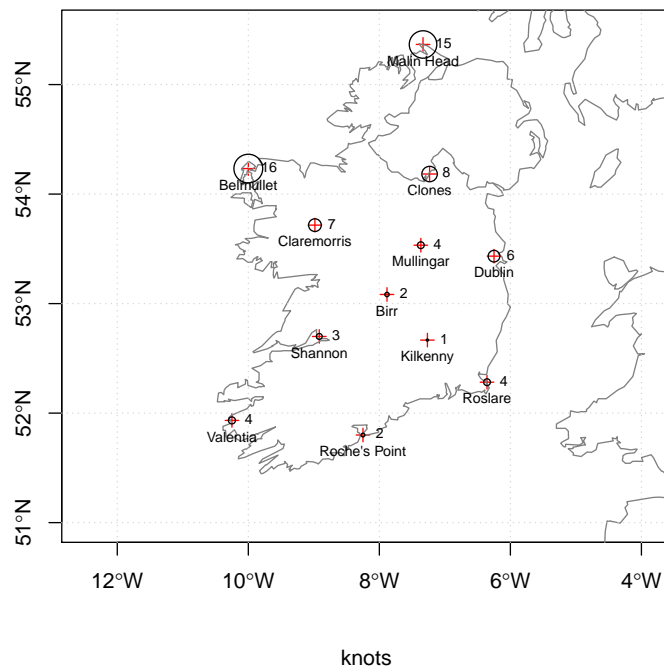 15
Malin Head
55°N
16
Belmullet
8
Clones
54°N
7
Claremorris
4
Mullingar
6
Dublin
2
Birr
53°N
3
Shannon
1
Kilkenny
4
Roslare
52°N
4
Valentia
2
Roche's Point
51°N
12°W 10°W 8°W 6°W 4°W
knots